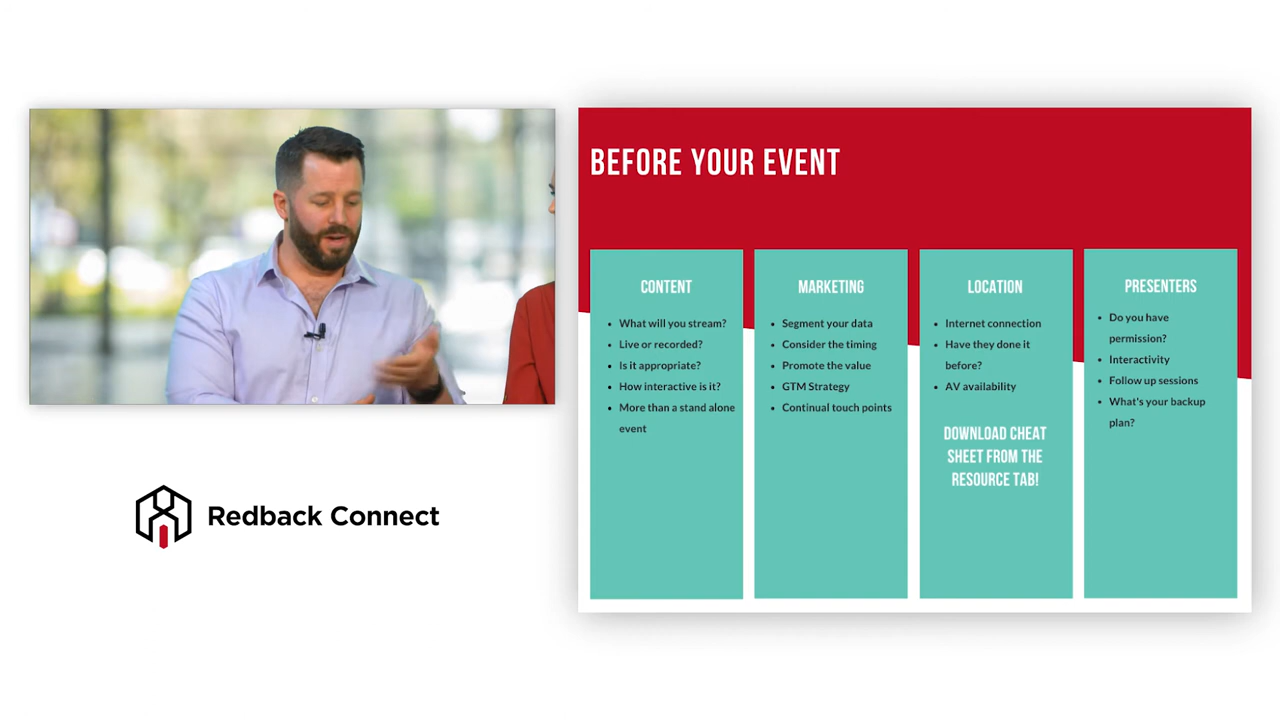 BEFORE YOUR EVENT
CONTENT
What will you stream?
Live or recorded?
Is it appropriate?
How interactive is it?
More than a stand alone
event
MARKETING
Segment your data
Consider the timing
Promote the value
GTM Strategy
Continual touch points
LOCATION
Internet connection
Have they done it
before?
AV availability
DOWNLOAD CHEAT
SHEET FROM THE
RESOURCE TAB!
PRESENTERS
Do you have
permission?
Interactivity
Follow up sessions
What's your backup
plan?
Redback Connect